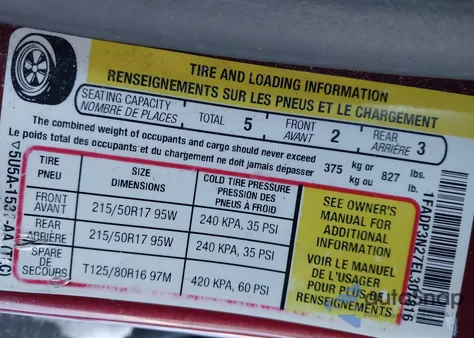 TIRE AND LOADING INFORMATION
RENSEIGNEMENTS SUR LES PNEUS ET LE CHARGEMENT
SEATING CAPACITY
NOMBRE DE PLACES
TOTAL 5 FRONT AVANT 2 REAR ARRIÈRE 3
The combined weight of occupants and cargo should never exceed 375 kg or 827 lbs.
Le poids total des occupants et du chargement ne doit jamais dépasser kg ou lb.
TIRE PNEU SIZE DIMENSIONS COLD TIRE PRESSURE PRESSION DES PNEUS À FROID
FRONT AVANT 215/50R17 95W 240 KPA, 35 PSI
REAR ARRIÈRE 215/50R17 95W 240 KPA, 35 PSI
SPARE DE SECOURS T125/80R16 97M 420 KPA, 60 PSI
SEE OWNER'S
MANUAL FOR
ADDITIONAL
INFORMATION
VOIR LE MANUEL
DE L'USAGER
POUR PLUS DE
RENSEIGNEMENTS
autosnap